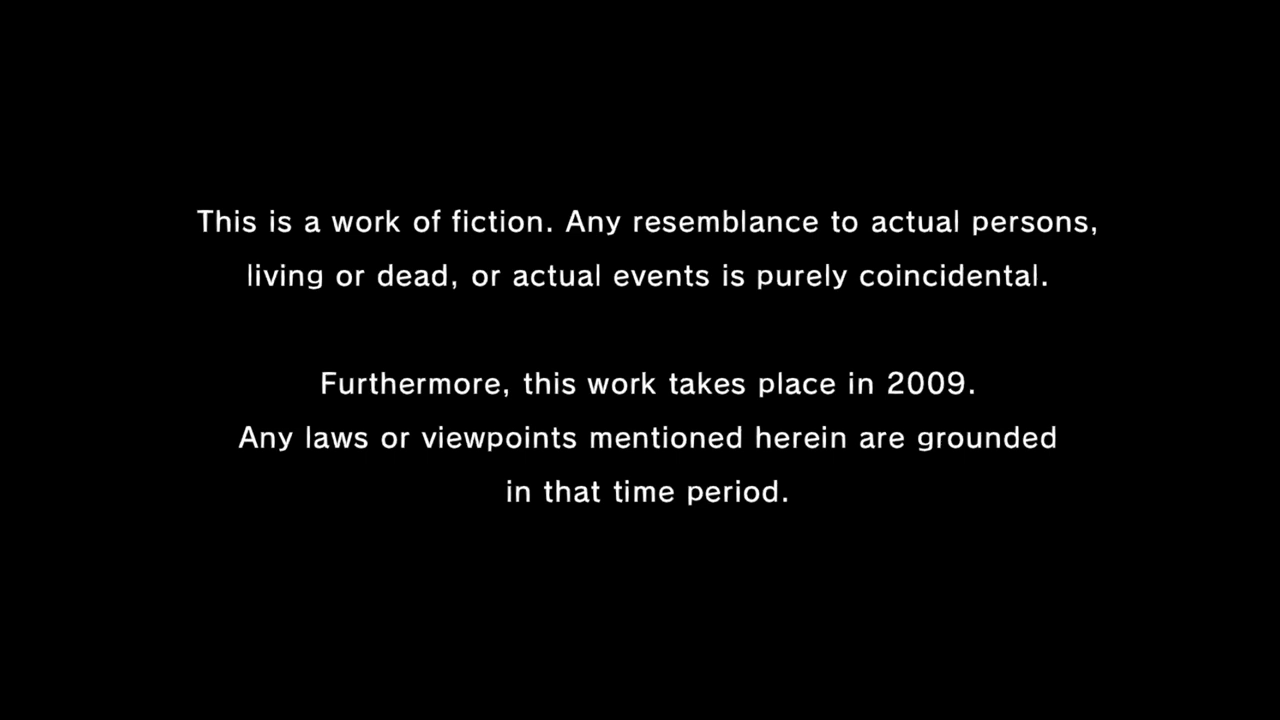 This is a work of fiction. Any resemblance to actual persons,
living or dead, or actual events is purely coincidental.
Furthermore, this work takes place in 2009.
Any laws or viewpoints mentioned herein are grounded
in that time period.